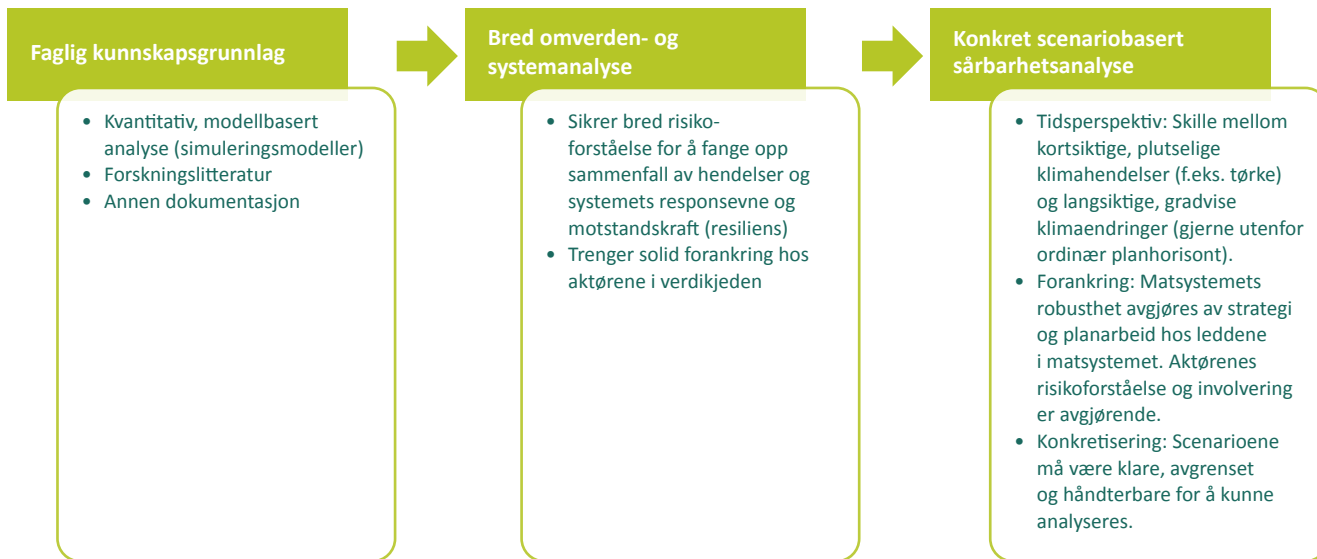 Faglig kunnskapsgrunnlag
• Kvantitativ, modellbasert
analyse (simuleringsmodeller)
• Forskningslitteratur
• Annen dokumentasjon
Bred omverden- og
systemanalyse
• Sikrer bred risiko-
forståelse for å fange opp
sammenfall av hendelser og
systemets responsevne og
motstandskraft (resiliens)
• Trenger solid forankring hos
aktørene i verdikjeden
Konkret scenariobasert
sårbarhetsanalyse
• Tidsperspektiv: Skille mellom
kortsiktige, plutselige
klimahendelser (f.eks. tørke)
og langsiktige, gradvise
klimaendringer (gjerne utenfor
ordinær planhorisont).
• Forankring: Matsystemets
robusthet avgjøres av strategi
og planarbeid hos leddene
i matsystemet. Aktørenes
risikoforståelse og involvering
er avgjørende.
• Konkretisering: Scenarioene
må være klare, avgrenset
og håndterbare for å kunne
analyseres.